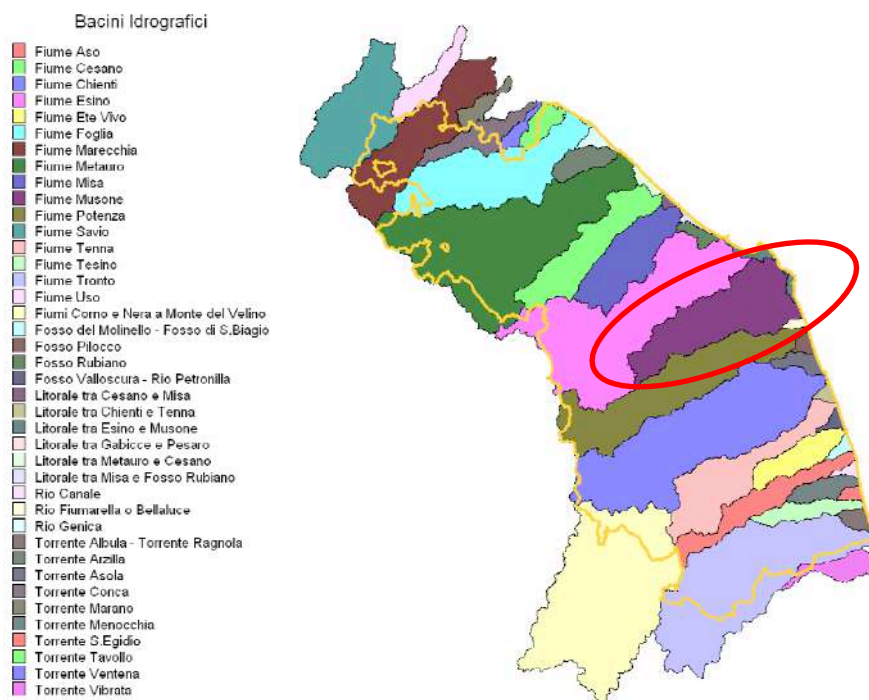 Bacini Idrografici
Fiume Aso
Fiume Cesano
Fiume Chienti
Fiume Esino
Fiume Ete Vivo
Fiume Foglia
Fiume Marecchia
Fiume Metauro
Fiume Misa
Fiume Musone
Fiume Potenza
Fiume Savio
Fiume Tenna
Fiume Tesino
Fiume Tronto
Fiume Uso
Fiumi Corno e Nera a Monte del Velino
Fosso del Molinello - Fosso di S.Biagio
Fosso Pilocco
Fosso Rubiano
Fosso Valloscura - Rio Petronilla
Litorale tra Cesano e Misa
Litorale tra Chienti e Tenna
Litorale tra Esino e Musone
Litorale tra Gabicce e Pesaro
Litorale tra Metauro e Cesano
Litorale tra Misa e Fosso Rubiano
Rio Canale
Rio Fiumarella o Bellaluce
Rio Genica
Torrente Albula - Torrente Ragnola
Torrente Arzilla
Torrente Asola
Torrente Conca
Torrente Marano
Torrente Menocchia
Torrente S.Egidio
Torrente Tavollo
Torrente Ventena
Torrente Vibrata